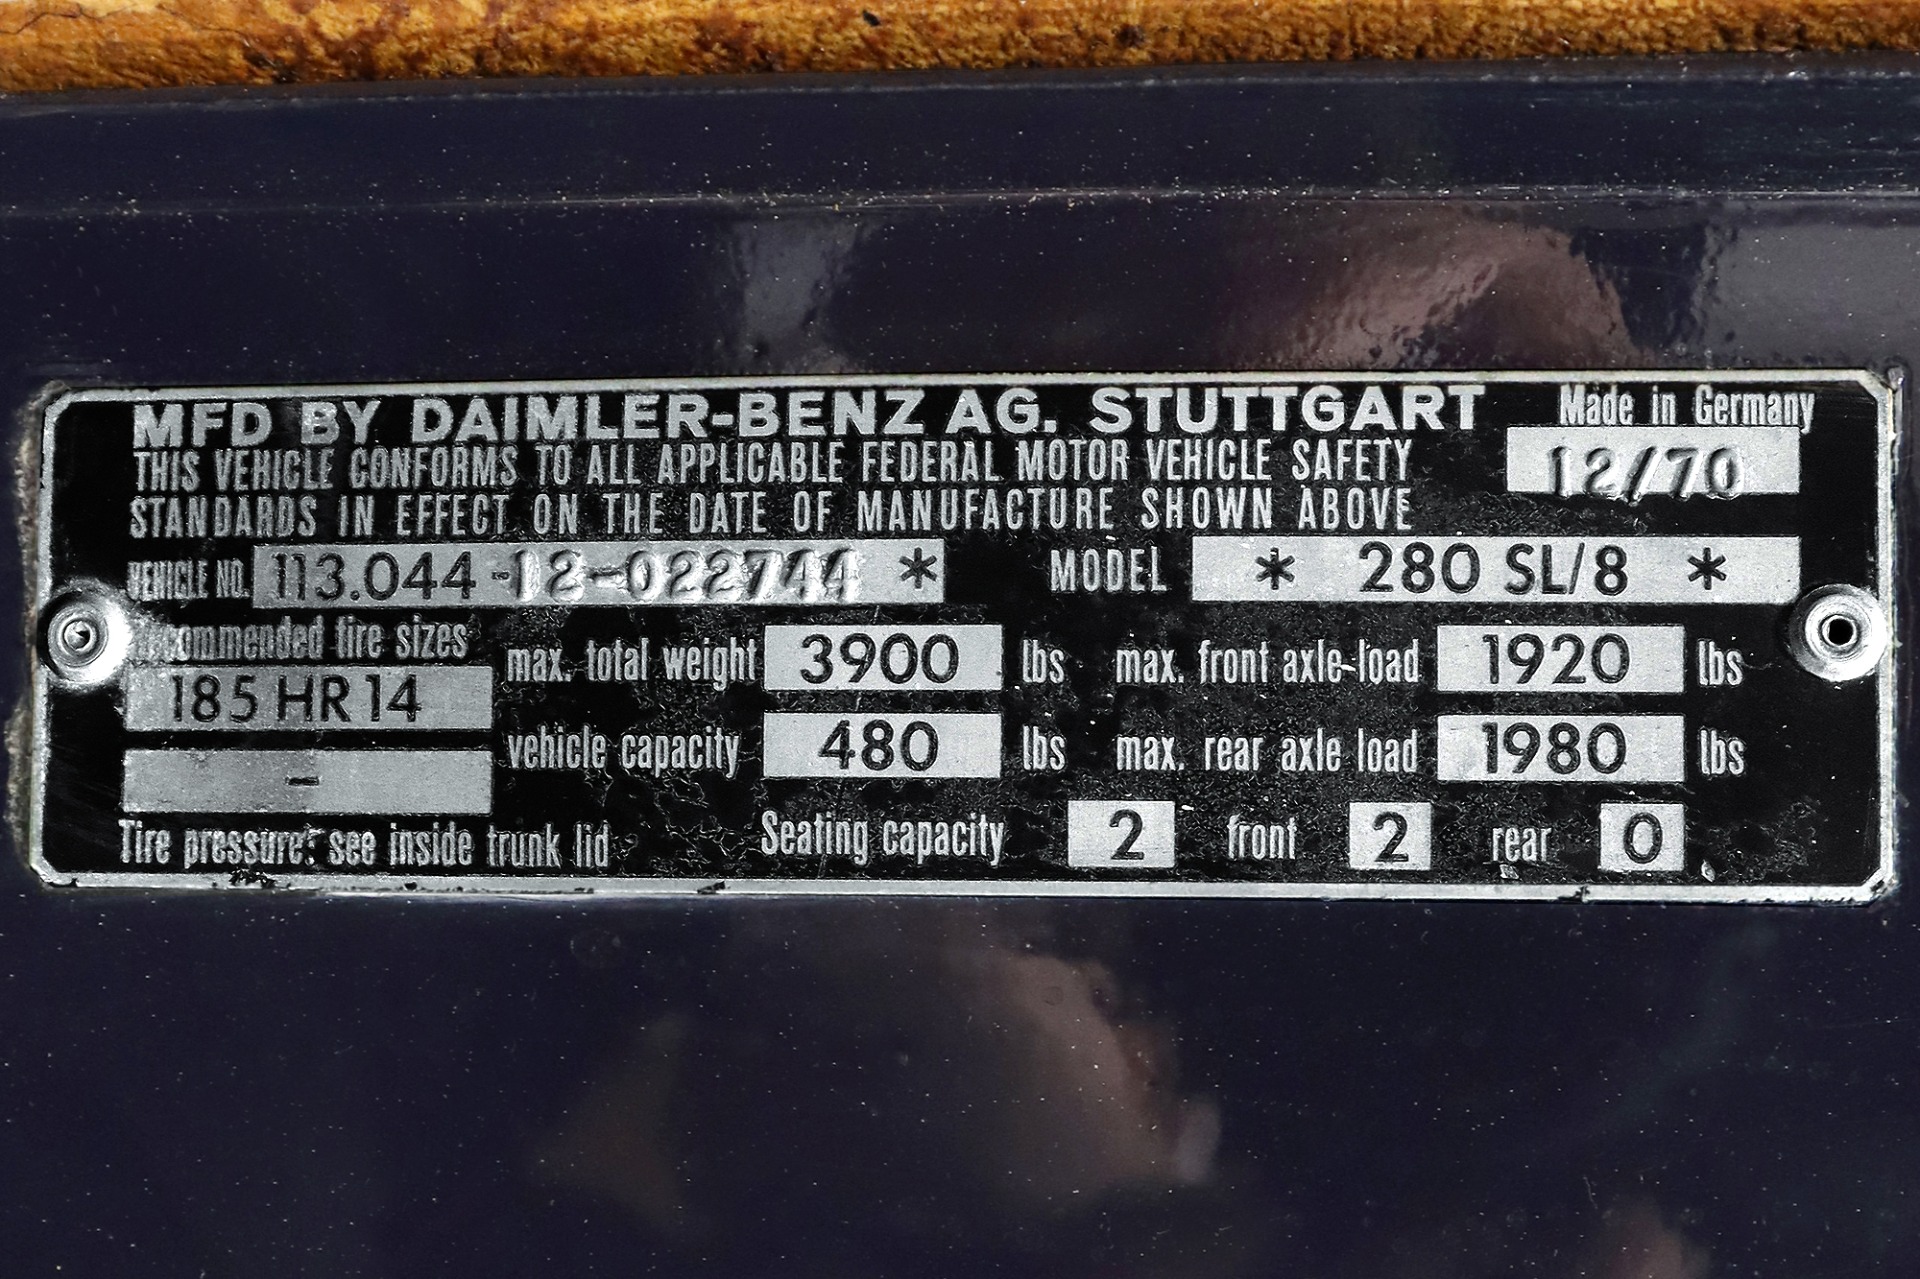 MFD BY DAIMLER-BENZ AG. STUTTGART Made in Germany
THIS VEHICLE CONFORMS TO ALL APPLICABLE FEDERAL MOTOR VEHICLE SAFETY 12/70
STANDARDS IN EFFECT ON THE DATE OF MANUFACTURE SHOWN ABOVE
VEHICLE NO. 113.044-12-022744 * MODEL * 280 SL/8 *
Recommended tire sizes
max. total weight 3900 lbs max. front axle-load 1920 lbs
185 HR 14
vehicle capacity 480 lbs max. rear axle load 1980 lbs
-
Tire pressure: see inside trunk lid Seating capacity 2 front 2 rear 0